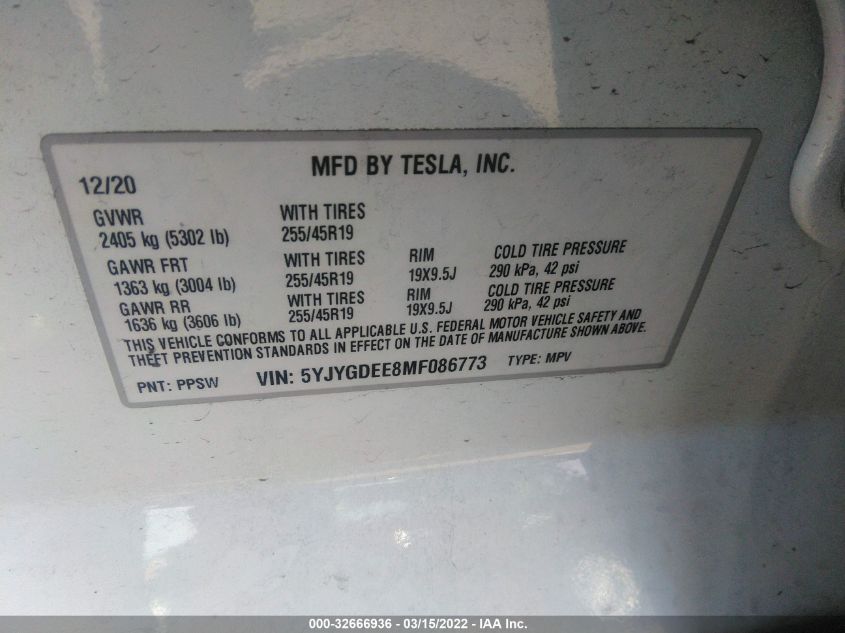 MFD BY TESLA, INC.
12/20
GVWR WITH TIRES
2405 kg (5302 lb) 255/45R19
GAWR FRT WITH TIRES RIM COLD TIRE PRESSURE
1363 kg (3004 lb) 255/45R19 19X9.5J 290 kPa, 42 psi
GAWR RR WITH TIRES RIM COLD TIRE PRESSURE
1636 kg (3606 lb) 255/45R19 19X9.5J 290 kPa, 42 psi
THIS VEHICLE CONFORMS TO ALL APPLICABLE U.S. FEDERAL MOTOR VEHICLE SAFETY AND
THEFT PREVENTION STANDARDS IN EFFECT ON THE DATE OF MANUFACTURE SHOWN ABOVE.
PNT: PPSW VIN: 5YJYGDEE8MF086773 TYPE: MPV
000-32666936 - 03/15/2022 - IAA Inc.